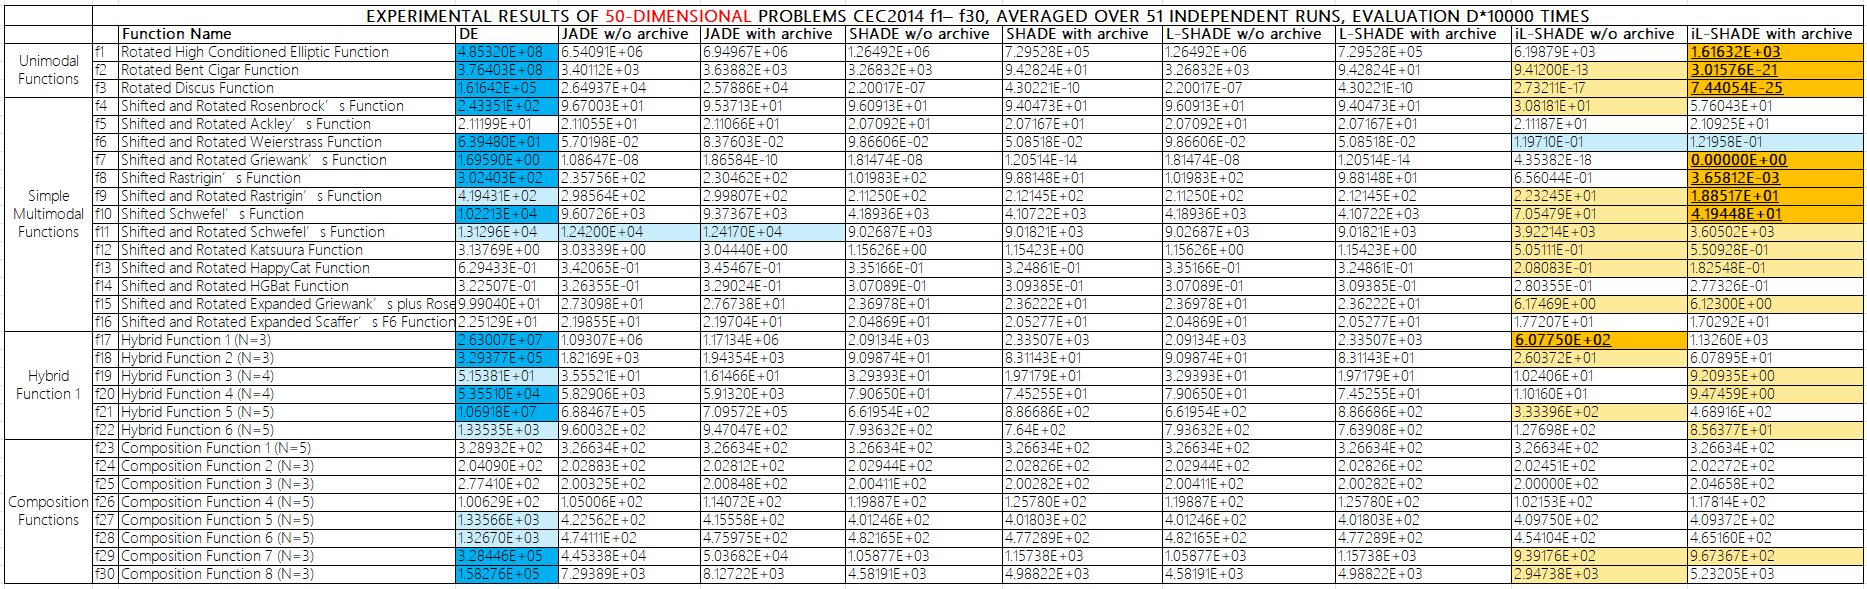 EXPERIMENTAL RESULTS OF 50-DIMENSIONAL PROBLEMS CEC2014 f1– f30, AVERAGED OVER 51 INDEPENDENT RUNS, EVALUATION D*10000 TIMES
Function Name DE JADE w/o archive JADE with archive SHADE w/o archive SHADE with archive L-SHADE w/o archive L-SHADE with archive iL-SHADE w/o archive iL-SHADE with archive
Unimodal Functions
f1 Rotated High Conditioned Elliptic Function 4.85320E+08 6.54091E+06 6.94967E+06 1.26492E+06 7.29528E+05 1.26492E+06 7.29528E+05 6.19879E+03 1.61632E+03
f2 Rotated Bent Cigar Function 3.76403E+08 3.40112E+03 3.63882E+03 3.26832E+03 9.42824E+01 3.26832E+03 9.42824E+01 9.41200E-13 3.01576E-21
f3 Rotated Discus Function 1.61642E+05 2.64937E+04 2.57886E+04 2.20017E-07 4.30254E-10 2.20017E-07 4.30221E-10 2.73211E-17 7.44054E-25
Simple Multimodal Functions
f4 Shifted and Rotated Rosenbrock’s Function 2.43351E+02 9.67003E+01 9.53713E+01 9.60913E+01 9.40473E+01 9.60913E+01 9.40473E+01 3.08181E+01 5.76043E+01
f5 Shifted and Rotated Ackley’s Function 2.11199E+01 2.11055E+01 2.11066E+01 2.07092E+01 2.07167E+01 2.07092E+01 2.07167E+01 2.11187E+01 2.10925E+01
f6 Shifted and Rotated Weierstrass Function 6.39480E+01 5.70198E-02 8.37603E-02 9.86606E-02 5.08518E-02 9.86606E-02 5.08518E-02 1.19710E-01 1.21958E-01
f7 Shifted and Rotated Griewank’s Function 1.69590E+00 1.08647E-08 1.86584E-10 1.81474E-08 1.20514E-14 1.81474E-08 1.20514E-14 4.35382E-18 0.00000E+00
f8 Shifted Rastrigin’s Function 3.02403E+02 2.35756E+02 2.30462E+02 1.01983E+02 9.88148E+01 1.01983E+02 9.88148E+01 6.56044E-01 3.65812E-03
f9 Shifted and Rotated Rastrigin’s Function 4.19431E+02 2.98564E+02 2.99807E+02 2.11250E+02 2.12145E+02 2.11250E+02 2.12145E+02 2.23245E+01 1.88517E+01
f10 Shifted Schwefel’s Function 1.02213E+04 9.60726E+03 9.37367E+03 4.18936E+03 4.10722E+03 4.18936E+03 4.10722E+03 7.05479E+01 4.19448E+01
f11 Shifted and Rotated Schwefel’s Function 1.31296E+04 1.24200E+04 1.24170E+04 9.02687E+03 9.01821E+03 9.02687E+03 9.01821E+03 3.92214E+03 3.60502E+03
f12 Shifted and Rotated Katsuura Function 3.13769E+00 3.03339E+00 3.04440E+00 1.15626E+00 1.15423E+00 1.15626E+00 1.15423E+00 5.05111E-01 5.50928E-01
f13 Shifted and Rotated HappyCat Function 6.29433E-01 3.42065E-01 3.45467E-01 3.35166E-01 3.24861E-01 3.35166E-01 3.24861E-01 2.08083E-01 1.82548E-01
f14 Shifted and Rotated HGBat Function 3.22507E-01 3.26355E-01 3.29024E-01 3.07089E-01 3.09385E-01 3.07089E-01 3.09385E-01 2.80355E-01 2.77326E-01
f15 Shifted and Rotated Expanded Griewank’s plus Rose 9.99040E+01 2.73098E+01 2.76738E+01 2.36978E+01 2.36222E+01 2.36978E+01 2.36222E+01 6.17469E+00 6.12300E+00
f16 Shifted and Rotated Expanded Scaffer’s F6 Function 2.25129E+01 2.19855E+01 2.19704E+01 2.04869E+01 2.05277E+01 2.04869E+01 2.05277E+01 1.77207E+01 1.70292E+01
Hybrid Function 1
f17 Hybrid Function 1 (N=3) 2.63007E+07 1.09307E+06 1.17134E+06 2.09134E+03 2.33507E+03 2.09134E+03 2.33507E+03 6.07750E+02 1.13260E+03
f18 Hybrid Function 2 (N=3) 3.29377E+05 1.82169E+03 1.94354E+03 9.09874E+01 8.31143E+01 9.09874E+01 8.31143E+01 2.60372E+01 6.07895E+01
f19 Hybrid Function 3 (N=4) 5.15381E+01 3.55521E+01 1.61466E+01 3.29393E+01 1.97179E+01 3.29393E+01 1.97179E+01 1.02406E+01 9.20935E+00
f20 Hybrid Function 4 (N=4) 5.35510E+04 5.82906E+03 5.91320E+03 7.90650E+01 7.45255E+01 7.90650E+01 7.45255E+01 1.10160E+01 9.47459E+00
f21 Hybrid Function 5 (N=5) 1.06918E+07 6.88467E+05 7.09572E+05 6.61954E+02 8.86686E+02 6.61954E+02 8.86686E+02 3.33396E+02 4.68916E+02
f22 Hybrid Function 6 (N=5) 1.33535E+03 9.60032E+02 9.47047E+02 7.93632E+02 7.64E+02 7.93632E+02 7.63908E+02 1.27698E+02 8.56377E+01
Composition Functions
f23 Composition Function 1 (N=5) 3.28932E+02 3.26634E+02 3.26634E+02 3.26634E+02 3.26634E+02 3.26634E+02 3.26634E+02 3.26634E+02 3.26634E+02
f24 Composition Function 2 (N=3) 2.04090E+02 2.02883E+02 2.02812E+02 2.02944E+02 2.02826E+02 2.02944E+02 2.02826E+02 2.02451E+02 2.02272E+02
f25 Composition Function 3 (N=3) 2.77410E+02 2.00325E+02 2.00848E+02 2.00411E+02 2.00282E+02 2.00411E+02 2.00282E+02 2.00000E+02 2.04658E+02
f26 Composition Function 4 (N=5) 1.00629E+02 1.05006E+02 1.14072E+02 1.19887E+02 1.25780E+02 1.19887E+02 1.25780E+02 1.02153E+02 1.17814E+02
f27 Composition Function 5 (N=5) 1.33566E+03 4.22562E+02 4.15558E+02 4.01246E+02 4.01803E+02 4.01246E+02 4.01803E+02 4.09750E+02 4.09372E+02
f28 Composition Function 6 (N=5) 1.32670E+03 4.74111E+02 4.75975E+02 4.82165E+02 4.77289E+02 4.82165E+02 4.77289E+02 4.54104E+02 4.65160E+02
f29 Composition Function 7 (N=3) 3.28446E+05 4.45338E+04 5.03682E+04 1.05877E+03 1.15738E+03 1.05877E+03 1.15738E+03 9.39176E+02 9.67367E+02
f30 Composition Function 8 (N=3) 1.58276E+05 7.29389E+03 8.12722E+03 4.58191E+03 4.98822E+03 4.58191E+03 4.98822E+03 2.94738E+03 5.23205E+03